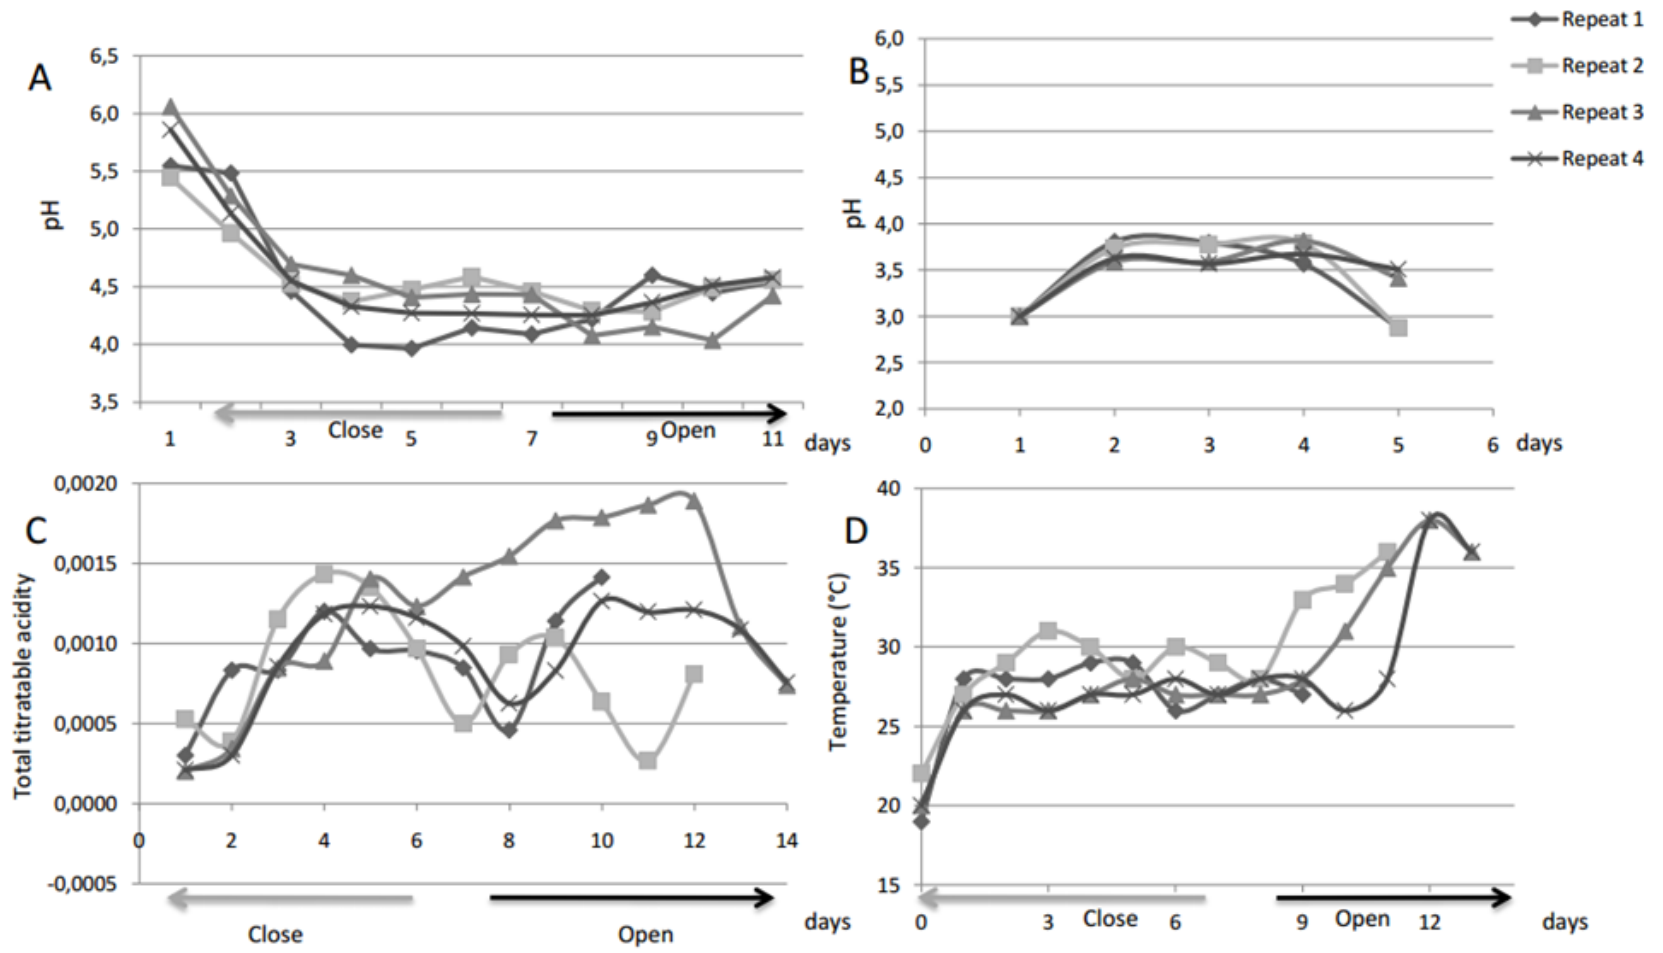 A
6,5
6,0
5,5
5,0
4,5
4,0
3,5
pH
Close
Open
1 3 5 7 9 11 days
B
6,0
5,5
5,0
4,5
4,0
3,5
3,0
2,5
2,0
pH
0 1 2 3 4 5 6 days
Repeat 1
Repeat 2
Repeat 3
Repeat 4
C
0,0020
0,0015
0,0010
0,0005
0,0000
-0,0005
Total titratable acidity
0 2 4 6 8 10 12 14
Close Open days
D
40
35
30
25
20
15
Temperature (°C)
0 3 Close 6 9 Open 12 days